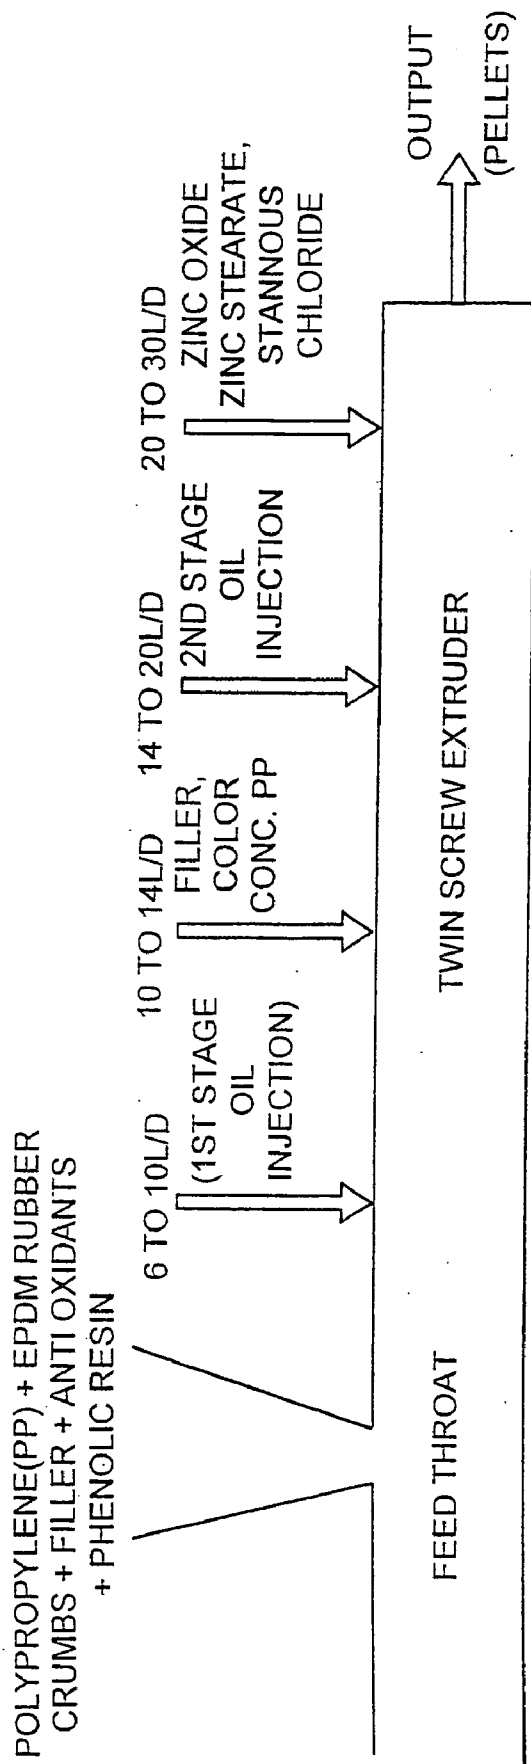 POLYPROPYLENE(PP) + EPDM RUBBER
CRUMBS + FILLER + ANTI OXIDANTS
+ PHENOLIC RESIN
6 TO 10L/D
(1ST STAGE
OIL
INJECTION)
10 TO 14L/D
FILLER,
COLOR
CONC. PP
14 TO 20L/D
2ND STAGE
OIL
INJECTION
20 TO 30L/D
ZINC OXIDE
ZINC STEARATE,
STANNOUS
CHLORIDE
OUTPUT
(PELLETS)
FEED THROAT
TWIN SCREW EXTRUDER